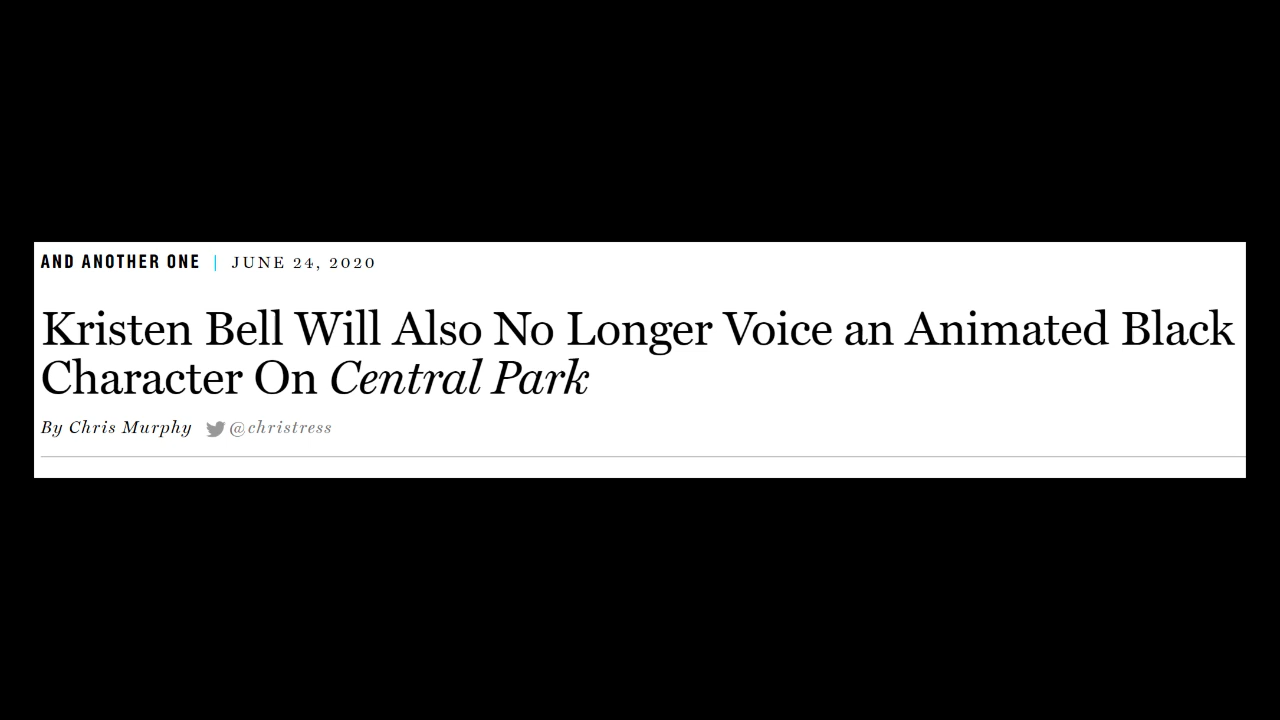 AND ANOTHER ONE | JUNE 24, 2020
Kristen Bell Will Also No Longer Voice an Animated Black
Character On Central Park
By Chris Murphy @christress